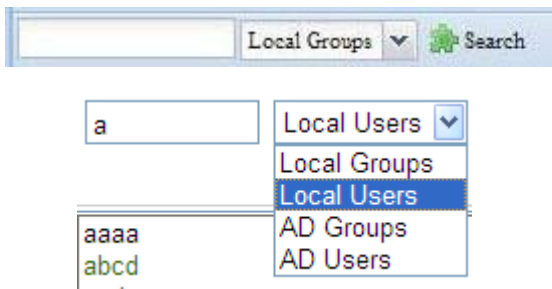 Local Groups Search
a Local Users
Local Groups
Local Users
AD Groups
AD Users
aaaa
abcd